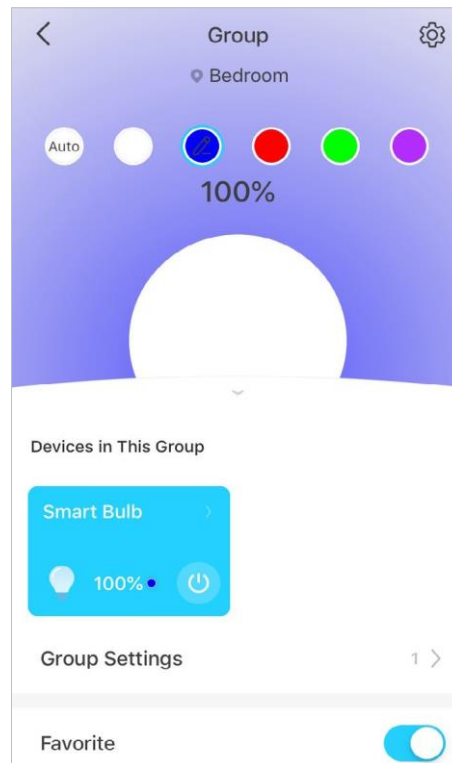 Group
Bedroom
Auto
100%
Devices in This Group
Smart Bulb
100%
Group Settings 1
Favorite